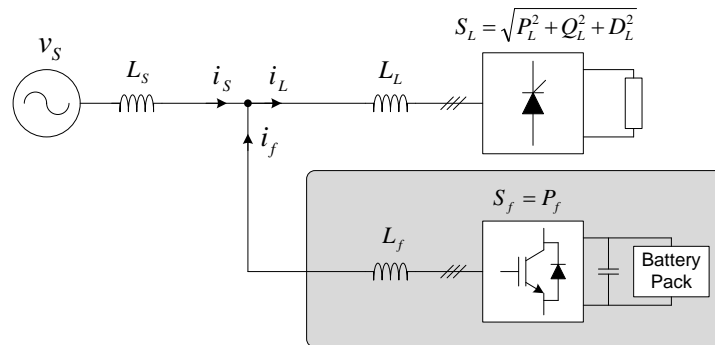 v_S
L_S
i_S
i_L
L_L
S_L = √(P_L^2 + Q_L^2 + D_L^2)
i_f
S_f = P_f
L_f
Battery
Pack